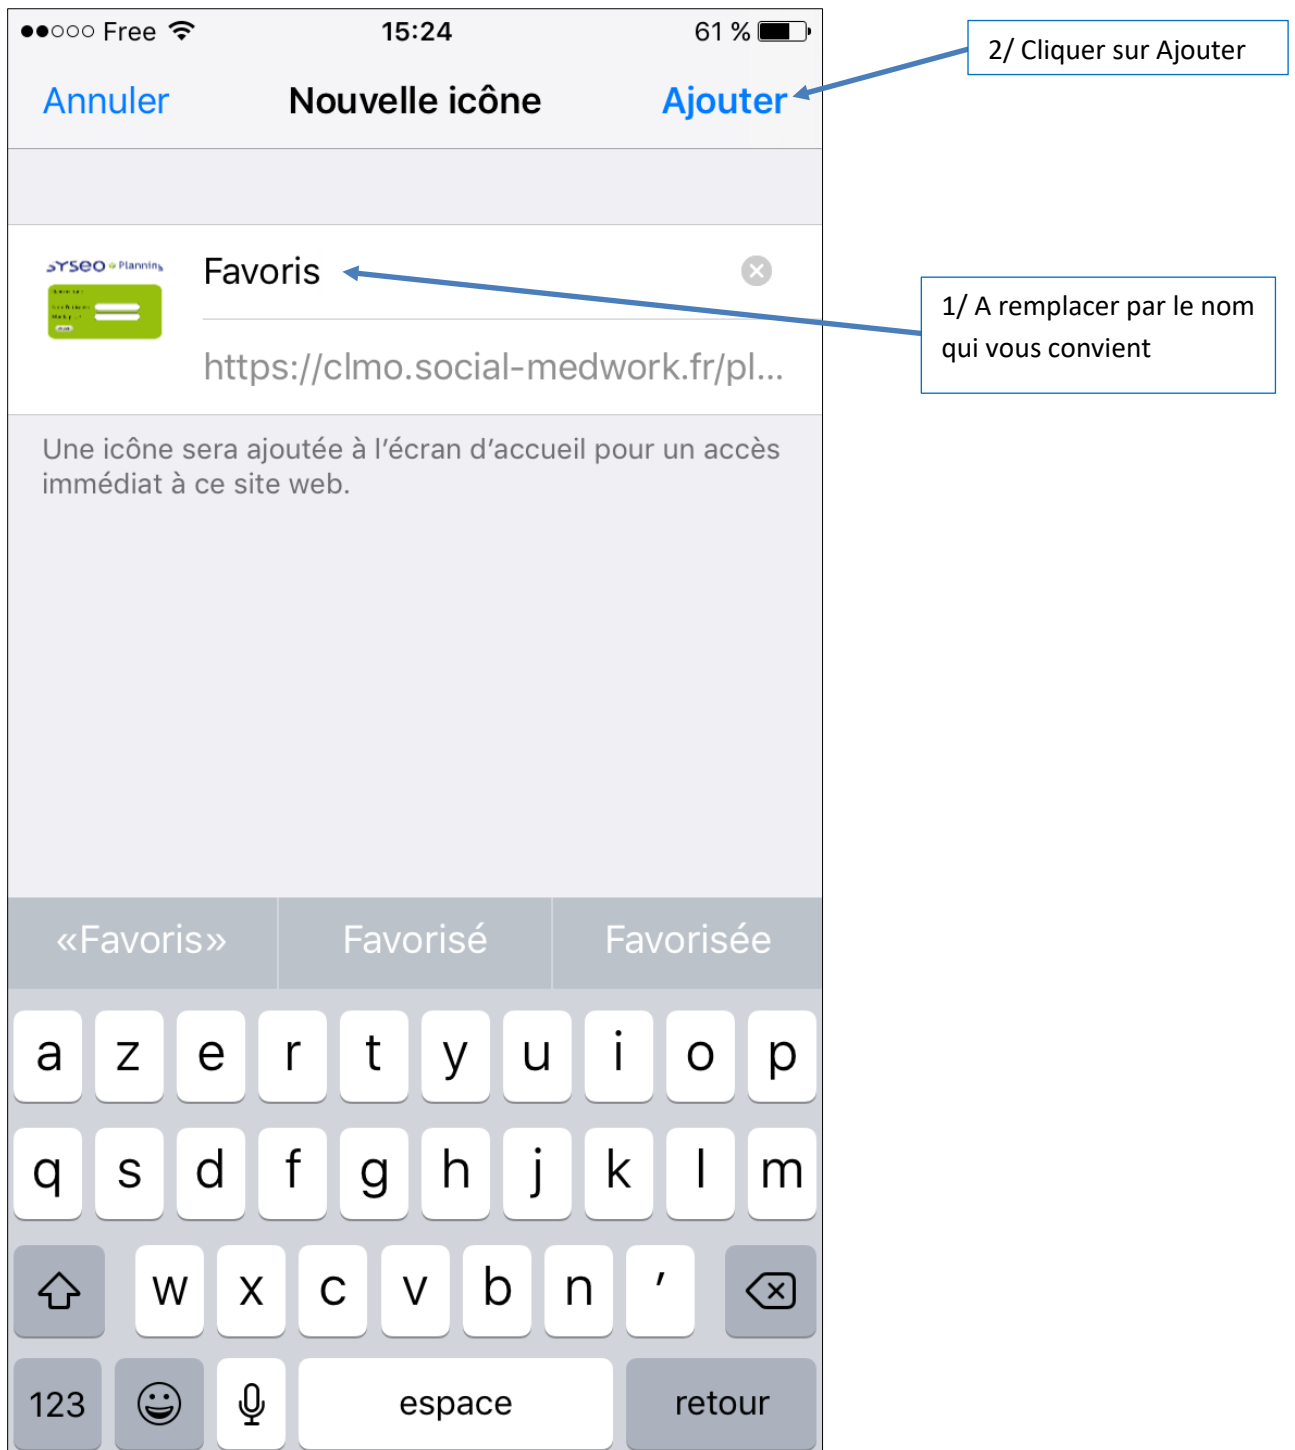 Free 15:24 61 %
2/ Cliquer sur Ajouter
Annuler Nouvelle icône Ajouter
SYSEO Planning
Favoris
1/ A remplacer par le nom
qui vous convient
https://clmo.social-medwork.fr/pl...
Une icône sera ajoutée à l’écran d’accueil pour un accès
immédiat à ce site web.
«Favoris» Favorisé Favorisée
a z e r t y u i o p
q s d f g h j k l m
w x c v b n ’
123 espace retour